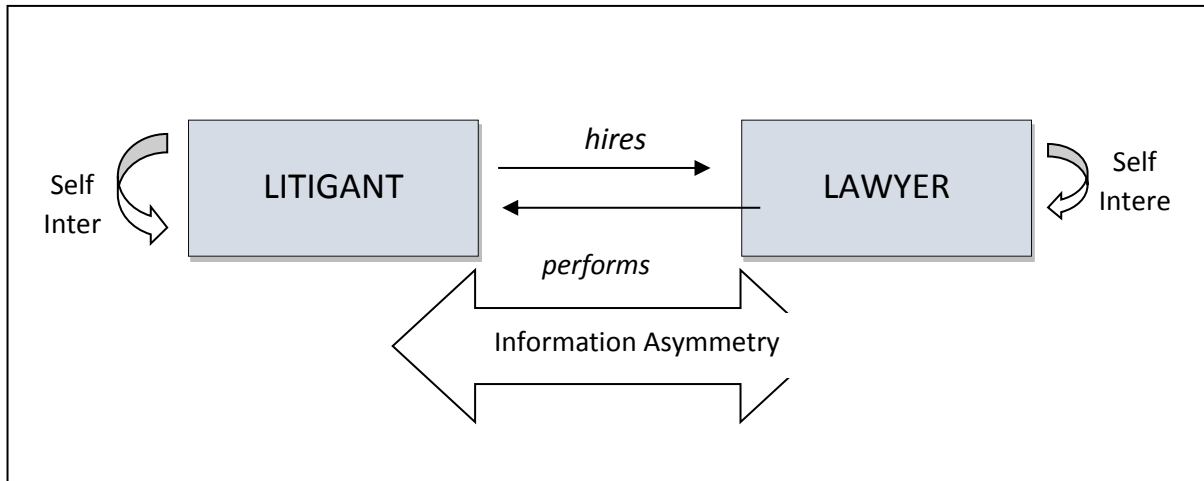 hires
LITIGANT
LAWYER
Self
Inter
Self
Intere
performs
Information Asymmetry